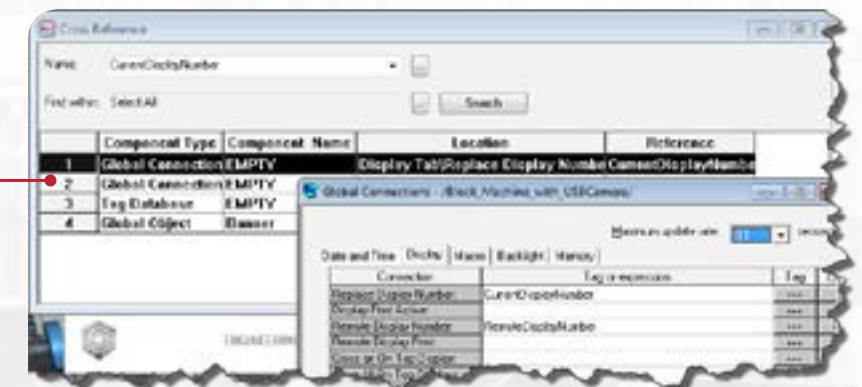 Cross Reference
Name: CurrentDisplayNumber
Find within: Select All
Search
Component Type Component Name Location Reference
1 Global Connection EMPTY Display Tab\Replace Display Numbe CurrentDisplayNumbe
2 Global Connection EMPTY
3 Tag Database EMPTY
4 Global Object Banner
Global Connections - /Block_Machine_with_USBCamera/
Maximum update rate
Date and Time Display Macro Backlight Memory
Connection Tag or expression Tag
Replace Display Number CurrentDisplayNumber ...
Display Print Active ...
Remote Display Number RemoteDisplayNumber ...
Remote Display Print ...